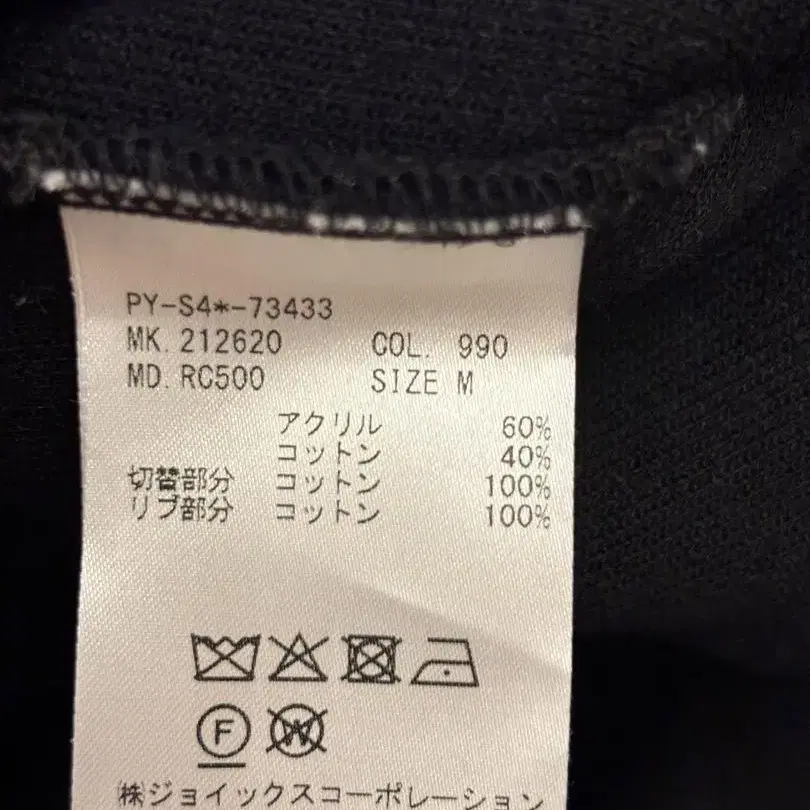 PY-S4*-73433
MK. 212620 COL. 990
MD. RC500 SIZE M
アクリル 60%
コットン 40%
切替部分 コットン 100%
リブ部分 コットン 100%
F W
㈱ジョイックスコーポレーション